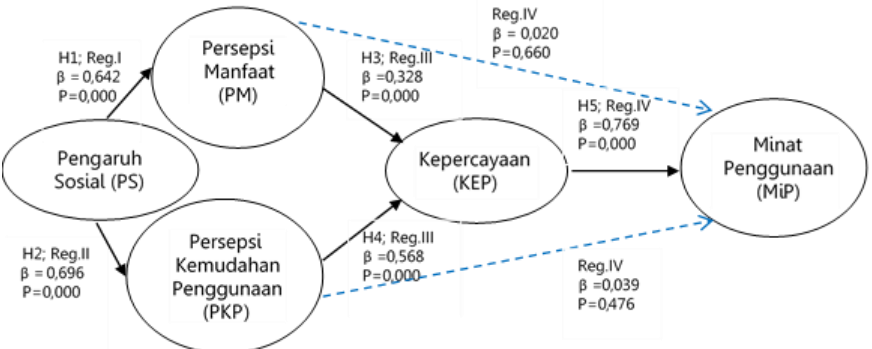 Reg.IV
β = 0,020
P=0,660
H1; Reg.I
β = 0,642
P=0,000
Persepsi
Manfaat
(PM)
H3; Reg.III
β =0,328
P=0,000
H5; Reg.IV
β =0,769
P=0,000
Pengaruh
Sosial (PS)
Kepercayaan
(KEP)
Minat
Penggunaan
(MiP)
H2; Reg.II
β = 0,696
P=0,000
Persepsi
Kemudahan
Penggunaan
(PKP)
H4; Reg.III
β =0,568
P=0,000
Reg.IV
β =0,039
P=0,476